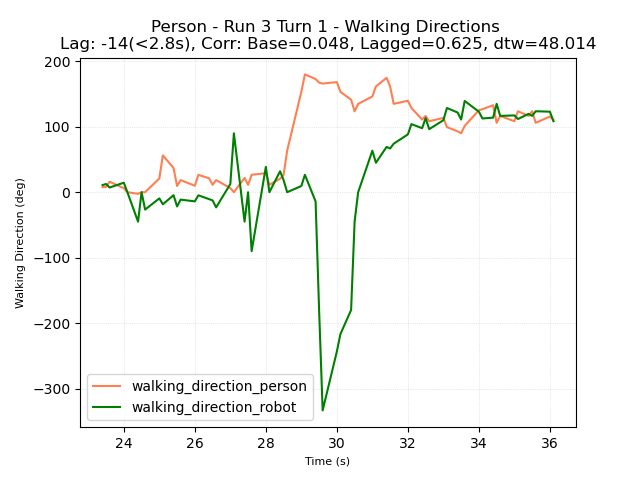 Person - Run 3 Turn 1 - Walking Directions
Lag: -14(<2.8s), Corr: Base=0.048, Lagged=0.625, dtw=48.014
200
100
0
−100
−200
−300
Walking Direction (deg)
walking_direction_person
walking_direction_robot
24 26 28 30 32 34 36
Time (s)